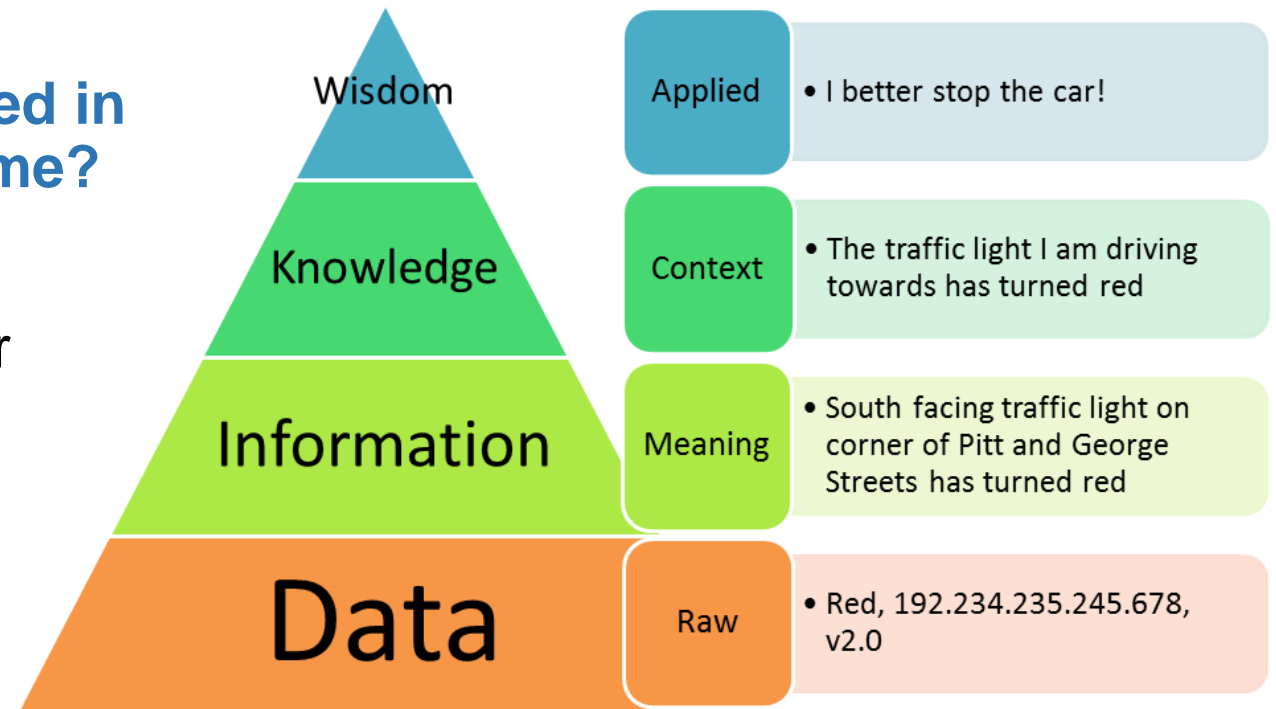 ed in
me?
r
Wisdom
Applied
• I better stop the car!
Knowledge
Context
• The traffic light I am driving
towards has turned red
Information
Meaning
• South facing traffic light on
corner of Pitt and George
Streets has turned red
Data
Raw
• Red, 192.234.235.245.678,
v2.0